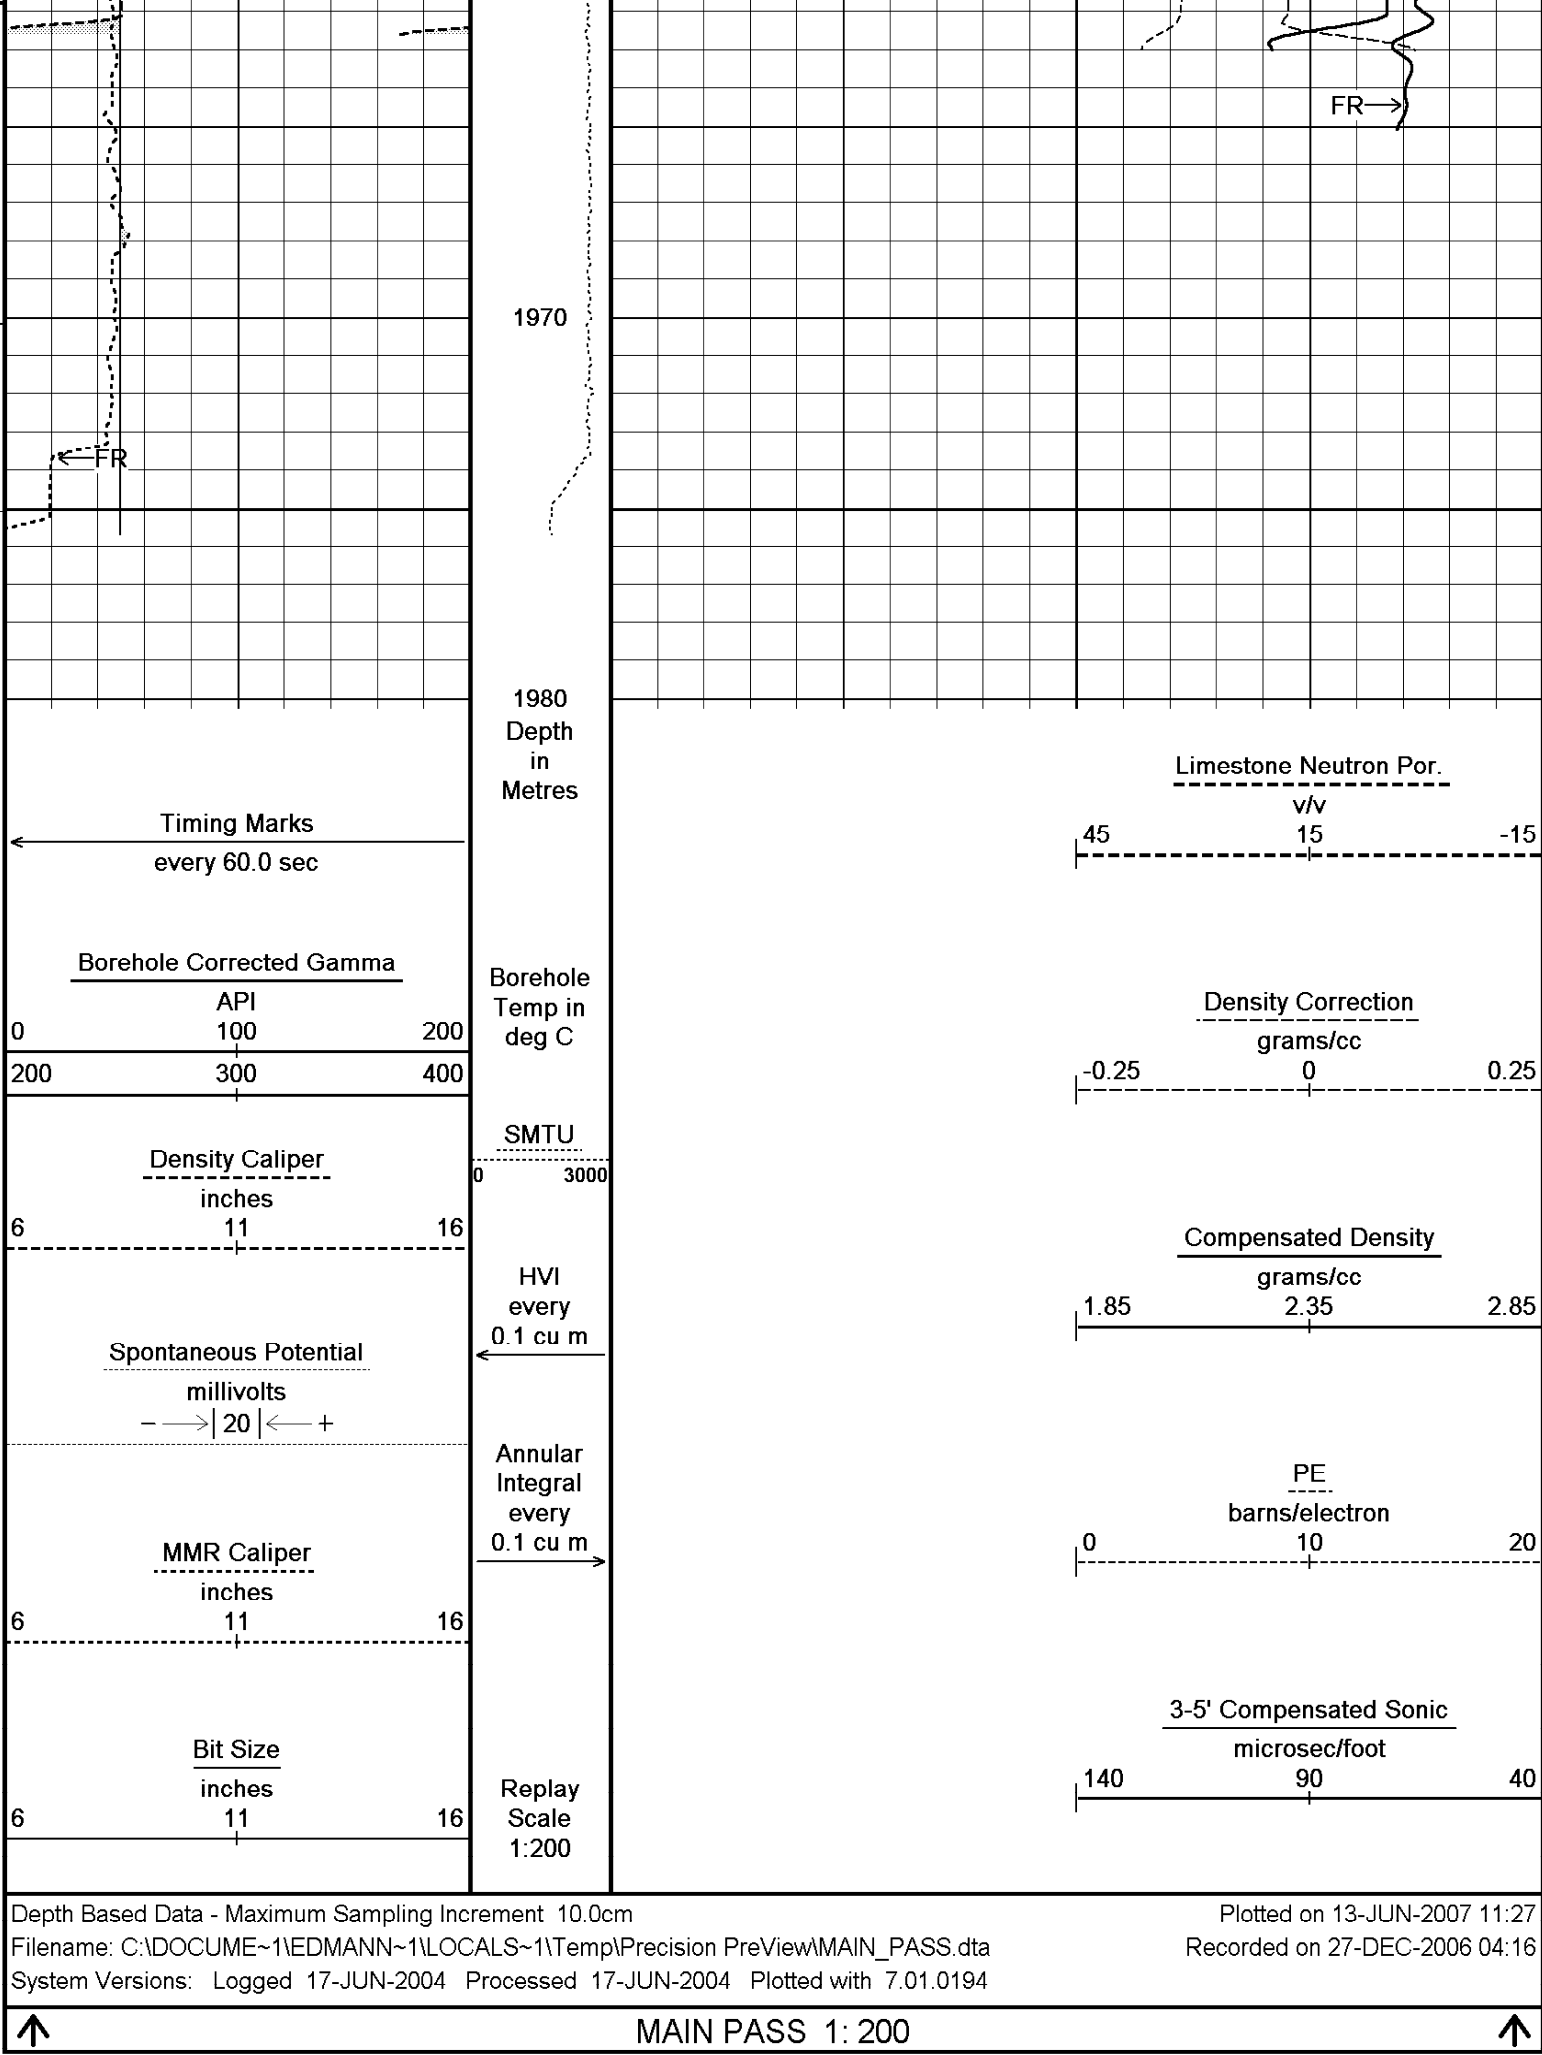 FR
1970
FR
1980
Depth
in
Metres
Timing Marks
every 60.0 sec
Borehole Corrected Gamma
API
0 100 200
200 300 400
Density Caliper
inches
6 11 16
Spontaneous Potential
millivolts
− →| 20 |← +
MMR Caliper
inches
6 11 16
Bit Size
inches
6 11 16
Borehole
Temp in
deg C
SMTU
0 3000
HVI
every
0.1 cu m
Annular
Integral
every
0.1 cu m
Replay
Scale
1:200
Limestone Neutron Por.
v/v
45 15 -15
Density Correction
grams/cc
-0.25 0 0.25
Compensated Density
grams/cc
1.85 2.35 2.85
PE
barns/electron
0 10 20
3-5' Compensated Sonic
microsec/foot
140 90 40
Depth Based Data - Maximum Sampling Increment 10.0cm
Plotted on 13-JUN-2007 11:27
Filename: C:\DOCUME~1\EDMANN~1\LOCALS~1\Temp\Precision PreView\MAIN_PASS.dta
Recorded on 27-DEC-2006 04:16
System Versions: Logged 17-JUN-2004 Processed 17-JUN-2004 Plotted with 7.01.0194
MAIN PASS 1: 200